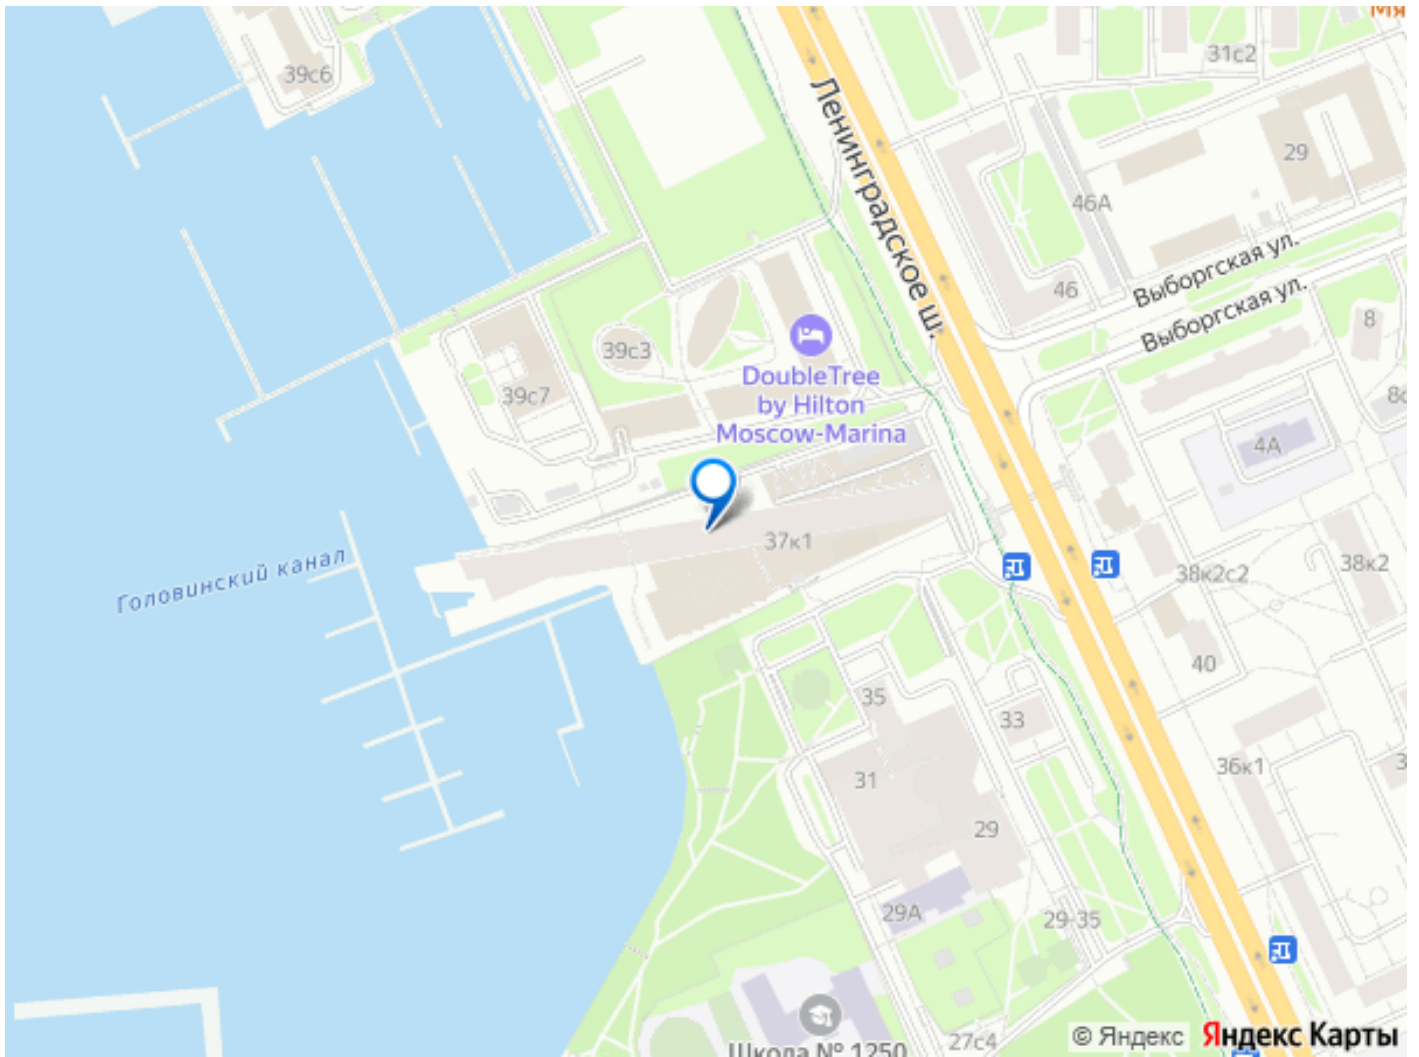 39с6
31с2
Ленинградское ш.
29
46А
Выборгская ул.
46
Выборгская ул.
8
39с3
DoubleTree
by Hilton
Moscow-Marina
39с7
4А
37к1
Головинский канал
38к2с2
38к2
40
35
33
31
36к1
29
29А
29-35
Школа № 1250
27с4
© Яндекс
Яндекс Карты